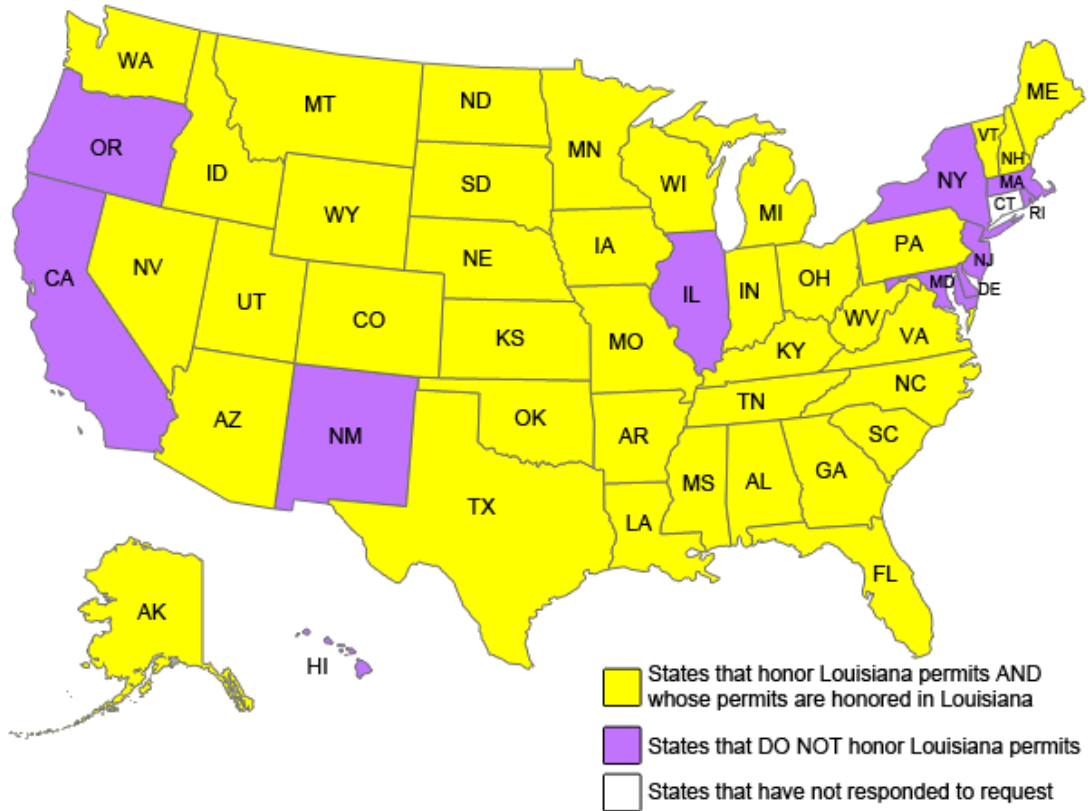 WA
MT
ND
MN
ME
VT
NH
OR
ID
SD
WI
MI
NY
MA
CT
RI
WY
IA
PA
NJ
NE
OH
CA
NV
UT
CO
IL
IN
MD
DE
WV
VA
KS
MO
KY
NC
AZ
NM
OK
TN
AR
SC
MS
AL
GA
TX
LA
FL
AK
HI
States that honor Louisiana permits AND
whose permits are honored in Louisiana
States that DO NOT honor Louisiana permits
States that have not responded to request